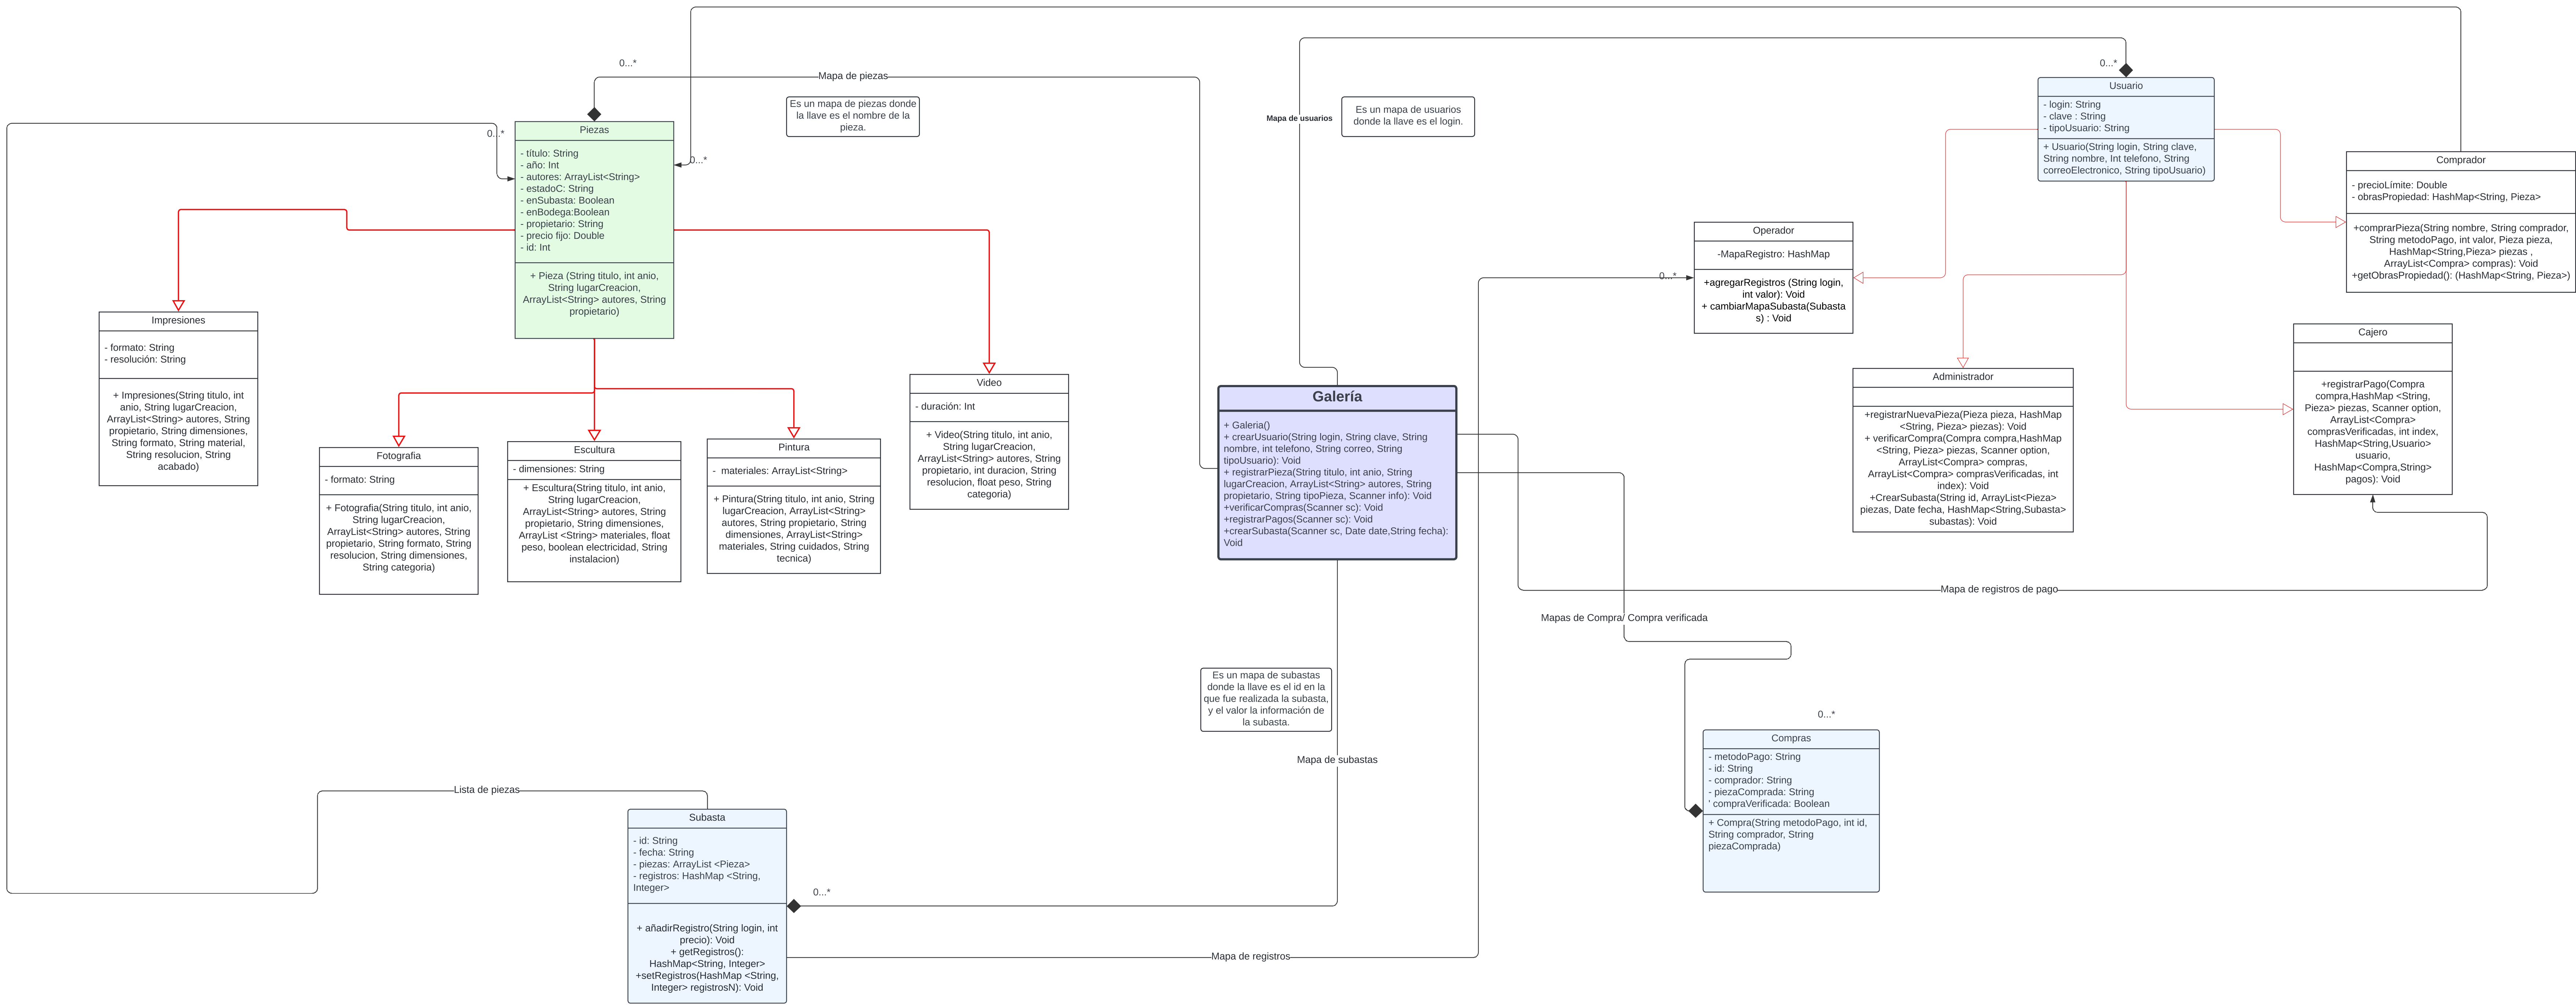 0...*
Mapa de piezas
Es un mapa de piezas donde
la llave es el nombre de la
pieza.
0...*
0...*
Piezas
- título: String
- año: Int
- autores: ArrayList<String>
- estadoC: String
- enSubasta: Boolean
- enBodega:Boolean
- propietario: String
- precio fijo: Double
- id: Int
+ Pieza (String titulo, int anio,
String lugarCreacion,
ArrayList<String> autores, String
propietario)
Impresiones
- formato: String
- resolución: String
+ Impresiones(String titulo, int
anio, String lugarCreacion,
ArrayList<String> autores, String
propietario, String dimensiones,
String formato, String material,
String resolucion, String
acabado)
Fotografia
- formato: String
+ Fotografia(String titulo, int anio,
String lugarCreacion,
ArrayList<String> autores, String
propietario, String formato, String
resolucion, String dimensiones,
String categoria)
Escultura
- dimensiones: String
+ Escultura(String titulo, int anio,
String lugarCreacion,
ArrayList<String> autores, String
propietario, String dimensiones,
ArrayList <String> materiales, float
peso, boolean electricidad, String
instalacion)
Pintura
- materiales: ArrayList<String>
+ Pintura(String titulo, int anio, String
lugarCreacion, ArrayList<String>
autores, String propietario, String
dimensiones, ArrayList<String>
materiales, String cuidados, String
tecnica)
Video
- duración: Int
+ Video(String titulo, int anio,
String lugarCreacion,
ArrayList<String> autores, String
propietario, int duracion, String
resolucion, float peso, String
categoria)
Mapa de usuarios
Es un mapa de usuarios
donde la llave es el login.
0...*
Usuario
- login: String
- clave : String
- tipoUsuario: String
+ Usuario(String login, String clave,
String nombre, Int telefono, String
correoElectronico, String tipoUsuario)
Comprador
- precioLímite: Double
- obrasPropiedad: HashMap<String, Pieza>
+comprarPieza(String nombre, String comprador,
String metodoPago, int valor, Pieza pieza,
HashMap<String,Pieza> piezas ,
ArrayList<Compra> compras): Void
+getObrasPropiedad(): (HashMap<String, Pieza>)
0...*
Operador
-MapaRegistro: HashMap
+agregarRegistros (String login,
int valor): Void
+ cambiarMapaSubasta(Subasta
s) : Void
Administrador
+registrarNuevaPieza(Pieza pieza, HashMap
<String, Pieza> piezas): Void
+ verificarCompra(Compra compra,HashMap
<String, Pieza> piezas, Scanner option,
ArrayList<Compra> compras,
ArrayList<Compra> comprasVerificadas, int
index): Void
+CrearSubasta(String id, ArrayList<Pieza>
piezas, Date fecha, HashMap<String,Subasta>
subastas): Void
Cajero
+registrarPago(Compra
compra,HashMap <String,
Pieza> piezas, Scanner option,
ArrayList<Compra>
comprasVerificadas, int index,
HashMap<String,Usuario>
usuario,
HashMap<Compra,String>
pagos): Void
Galería
+ Galeria()
+ crearUsuario(String login, String clave, String
nombre, int telefono, String correo, String
tipoUsuario): Void
+ registrarPieza(String titulo, int anio, String
lugarCreacion, ArrayList<String> autores, String
propietario, String tipoPieza, Scanner info): Void
+verificarCompras(Scanner sc): Void
+registrarPagos(Scanner sc): Void
+crearSubasta(Scanner sc, Date date,String fecha):
Void
Mapa de registros de pago
Mapas de Compra/ Compra verificada
Es un mapa de subastas
donde la llave es el id en la
que fue realizada la subasta,
y el valor la información de
la subasta.
Mapa de subastas
0...*
Compras
- metodoPago: String
- id: String
- comprador: String
- piezaComprada: String
' compraVerificada: Boolean
+ Compra(String metodoPago, int id,
String comprador, String
piezaComprada)
Lista de piezas
Subasta
- id: String
- fecha: String
- piezas: ArrayList <Pieza>
- registros: HashMap <String,
Integer>
+ añadirRegistro(String login, int
precio): Void
+ getRegistros():
HashMap<String, Integer>
+setRegistros(HashMap <String,
Integer> registrosN): Void
0...*
Mapa de registros